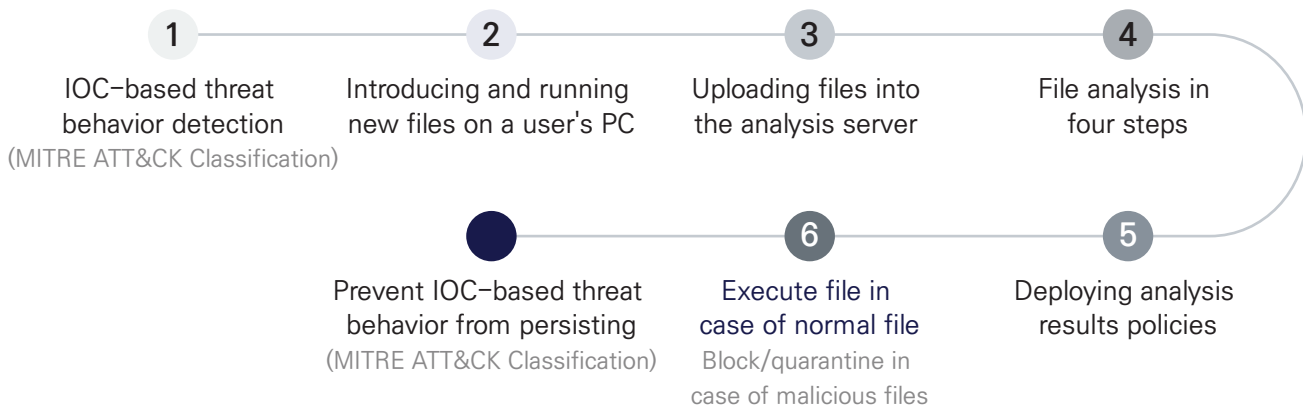 1
IOC-based threat
behavior detection
(MITRE ATT&CK Classification)
2
Introducing and running
new files on a user's PC
3
Uploading files into
the analysis server
4
File analysis in
four steps
5
Deploying analysis
results policies
6
Execute file in
case of normal file
Block/quarantine in
case of malicious files
Prevent IOC-based threat
behavior from persisting
(MITRE ATT&CK Classification)